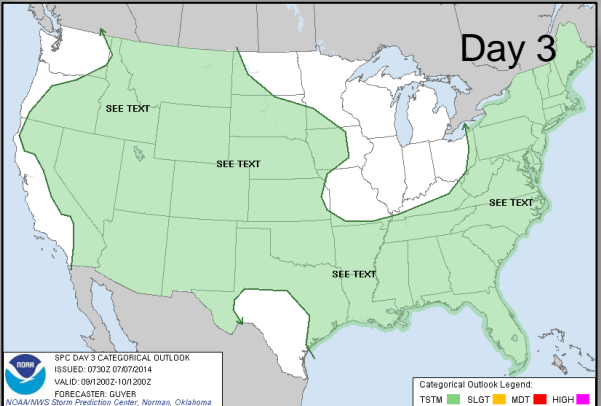 Day 3
SEE TEXT
SEE TEXT
SEE TEXT
SEE TEXT
NOAA
SPC DAY 3 CATEGORICAL OUTLOOK
ISSUED: 0730Z 07/07/2014
VALID: 09/1200Z-10/1200Z
FORECASTER: GUYER
NOAA/NWS Storm Prediction Center, Norman, Oklahoma
Categorical Outlook Legend:
TSTM SLGT MDT HIGH